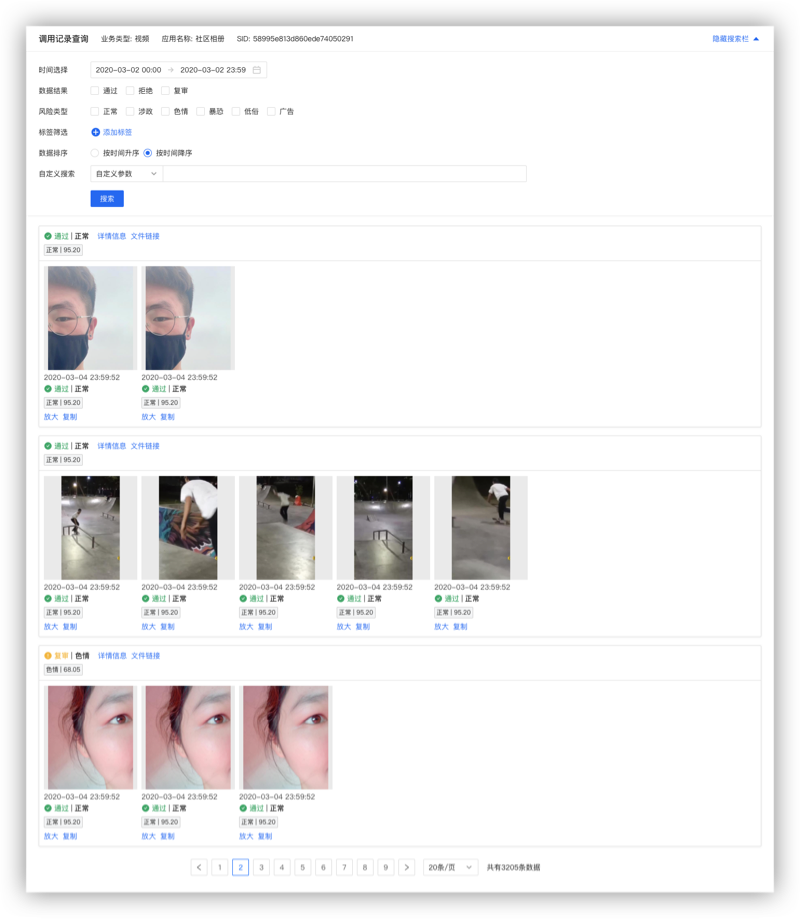 调用记录查询 业务类型: 视频 应用名称: 社区相册 SID: 58995e813d860ede74050291 隐藏搜索栏
时间选择 2020-03-02 00:00 → 2020-03-02 23:59
数据结果 通过 拒绝 复审
风险类型 正常 涉政 色情 暴恐 低俗 广告
标签筛选 添加标签
数据排序 按时间升序 按时间降序
自定义搜索 自定义参数
搜索
通过 | 正常 详情信息 文件链接
正常 | 95.20
2020-03-04 23:59:52 2020-03-04 23:59:52
通过 | 正常 通过 | 正常
正常 | 95.20 正常 | 95.20
放大 复制 放大 复制
通过 | 正常 详情信息 文件链接
正常 | 95.20
2020-03-04 23:59:52 2020-03-04 23:59:52 2020-03-04 23:59:52 2020-03-04 23:59:52 2020-03-04 23:59:52
通过 | 正常 通过 | 正常 通过 | 正常 通过 | 正常 通过 | 正常
正常 | 95.20 正常 | 95.20 正常 | 95.20 正常 | 95.20 正常 | 95.20
放大 复制 放大 复制 放大 复制 放大 复制 放大 复制
复审 | 色情 详情信息 文件链接
色情 | 68.05
2020-03-04 23:59:52 2020-03-04 23:59:52 2020-03-04 23:59:52
通过 | 正常 通过 | 正常 通过 | 正常
正常 | 95.20 正常 | 95.20 正常 | 95.20
放大 复制 放大 复制 放大 复制
< 1 2 3 4 5 6 7 8 9 > 20条/页 共有3205条数据